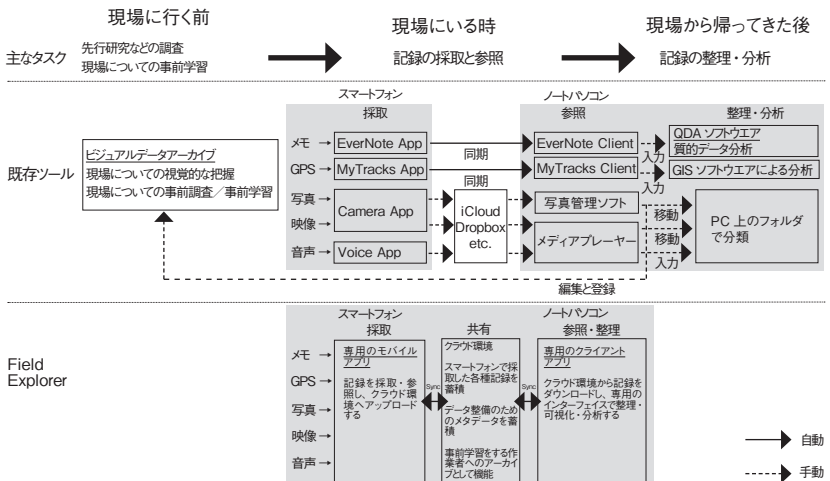 現場に行く前
現場にいる時
現場から帰ってきた後
主なタスク
先行研究などの調査
現場についての事前学習
記録の採取と参照
記録の整理・分析
スマートフォン
採取
ノートパソコン
参照
整理・分析
既存ツール
ビジュアルデータアーカイブ
現場についての視覚的な把握
現場についての事前調査／事前学習
メモ
EverNote App
同期
EverNote Client
入力
QDA ソフトウエア
質的データ分析
GPS
MyTracks App
同期
MyTracks Client
入力
GIS ソフトウエアによる分析
写真
映像
Camera App
iCloud
Dropbox
etc.
写真管理ソフト
移動
メディアプレーヤー
移動
PC 上のフォルダ
で分類
音声
Voice App
入力
編集と登録
Field
Explorer
スマートフォン
採取
共有
ノートパソコン
参照・整理
メモ
GPS
写真
映像
音声
専用のモバイル
アプリ
記録を採取・参
照し、クラウド環
境へアップロード
する
Sync
クラウド環境
スマートフォンで採
取した各種記録を
蓄積
データ整備のため
のメタデータを蓄
積
事前学習をする作
業者へのアーカイ
ブとして機能
Sync
専用のクライアント
アプリ
クラウド環境から記録を
ダウンロードし、専用の
インターフェイスで整理・
可視化・分析する
自動
手動